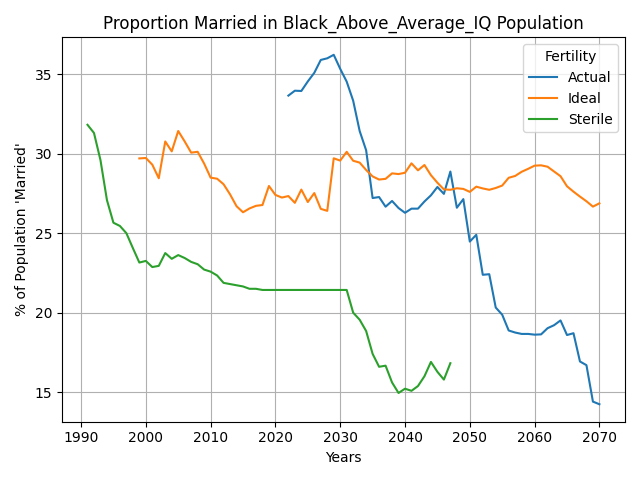 Proportion Married in Black_Above_Average_IQ Population
% of Population 'Married'
35
30
25
20
15
Fertility
Actual
Ideal
Sterile
1990 2000 2010 2020 2030 2040 2050 2060 2070
Years